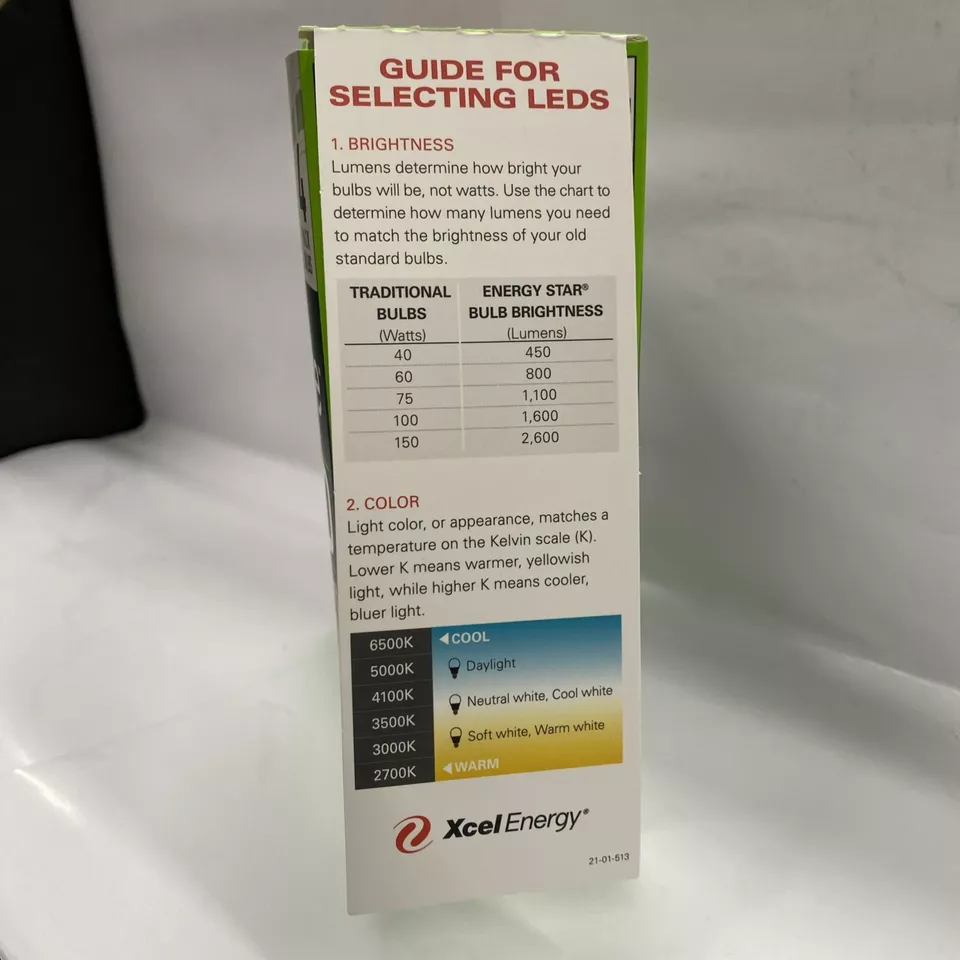 GUIDE FOR
SELECTING LEDS
1. BRIGHTNESS
Lumens determine how bright your
bulbs will be, not watts. Use the chart to
determine how many lumens you need
to match the brightness of your old
standard bulbs.
TRADITIONAL ENERGY STAR®
BULBS BULB BRIGHTNESS
(Watts) (Lumens)
40 450
60 800
75 1,100
100 1,600
150 2,600
2. COLOR
Light color, or appearance, matches a
temperature on the Kelvin scale (K).
Lower K means warmer, yellowish
light, while higher K means cooler,
bluer light.
6500K COOL
5000K Daylight
4100K Neutral white, Cool white
3500K
3000K Soft white, Warm white
2700K WARM
Xcel Energy®
21-01-513
4